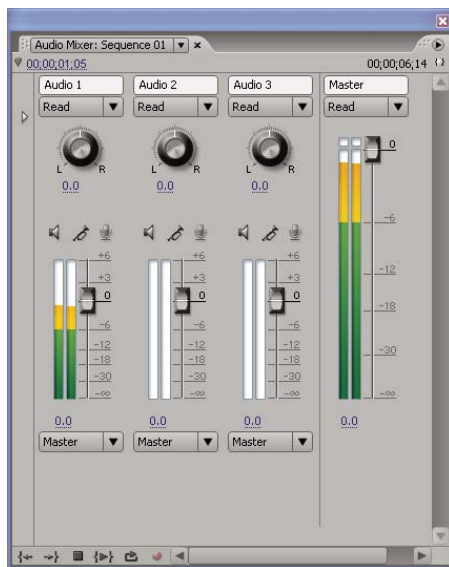 Audio Mixer: Sequence 01
00;00;01;05 00;00;06;14
Audio 1 Audio 2 Audio 3 Master
Read Read Read Read
L R L R L R
0.0 0.0 0.0
+6 +6 +6 0
+3 +3 +3
0 0 0 -6
-6 -6 -6 -12
-12 -12 -12 -18
-18 -18 -18
-30 -30 -30 -30
-∞ -∞ -∞ -∞
0.0 0.0 0.0 0.0
Master Master Master